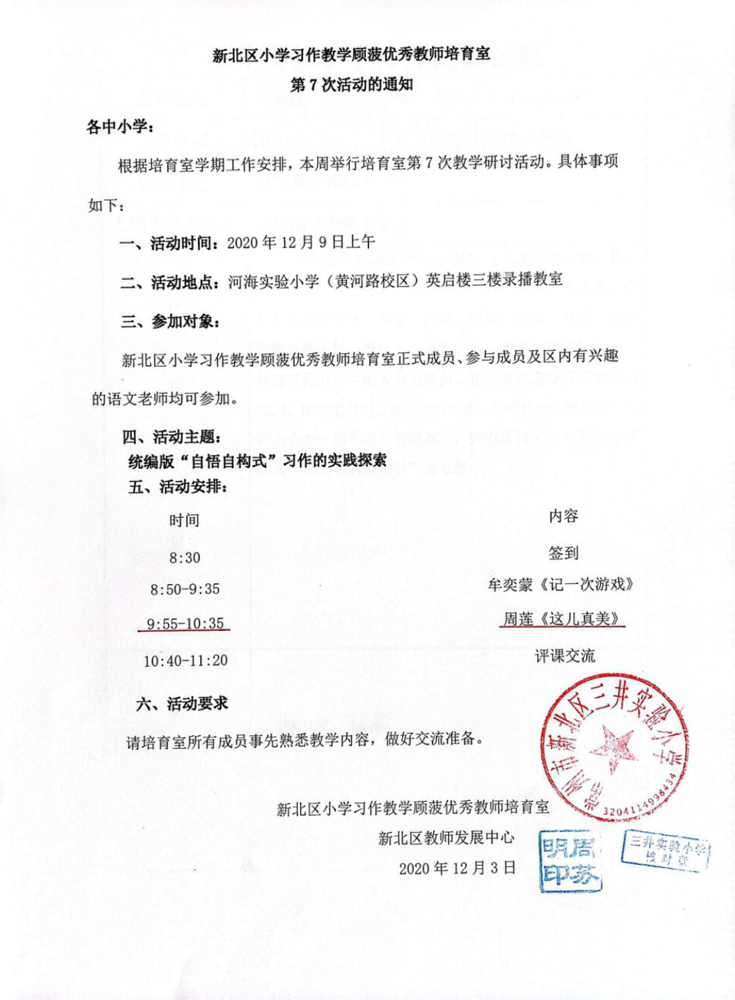 新北区小学习作教学顾菠优秀教师培育室
第 7 次活动的通知
各中小学：
根据培育室学期工作安排，本周举行培育室第 7 次教学研讨活动。具体事项
如下：
一、活动时间：2020 年 12 月 9 日上午
二、活动地点：河海实验小学（黄河路校区）英启楼三楼录播教室
三、参加对象：
新北区小学习作教学顾菠优秀教师培育室正式成员、参与成员及区内有兴趣
的语文老师均可参加。
四、活动主题：
统编版“自悟自构式”习作的实践探索
五、活动安排：
时间 内容
8:30 签到
8:50-9:35 牟奕蒙《记一次游戏》
9:55-10:35 周莲《这儿真美》
10:40-11:20 评课交流
六、活动要求
请培育室所有成员事先熟悉教学内容，做好交流准备。
常州市新北区三井实验小学
3204114998434
新北区小学习作教学顾菠优秀教师培育室
新北区教师发展中心
2020 年 12 月 3 日
明周
印苏
三井实验小学
核对章